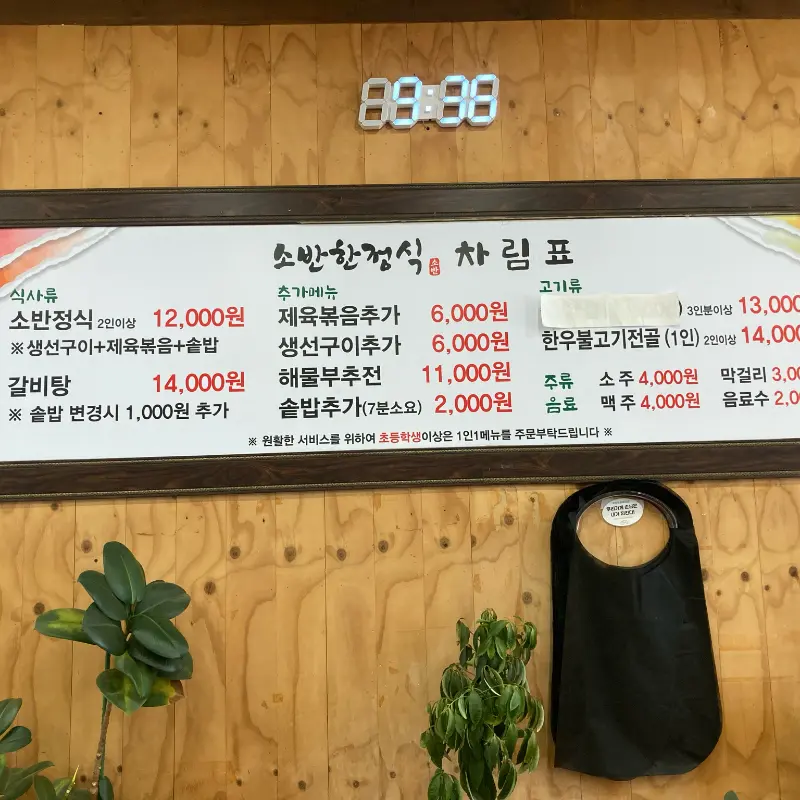 9:38
소반한정식 소반 차림표
식사류
소반정식 2인이상 12,000원
※생선구이+제육볶음+솥밥
갈비탕 14,000원
※ 솥밥 변경시 1,000원 추가
추가메뉴
제육볶음추가 6,000원
생선구이추가 6,000원
해물부추전 11,000원
솥밥추가(7분소요) 2,000원
고기류
) 3인분이상 13,000
한우불고기전골 (1인) 2인이상 14,000
주류 소주 4,000원 막걸리 3,00
음료 맥주 4,000원 음료수 2,0
※ 원활한 서비스를 위하여 초등학생이상은 1인1메뉴를 주문부탁드립니다 ※